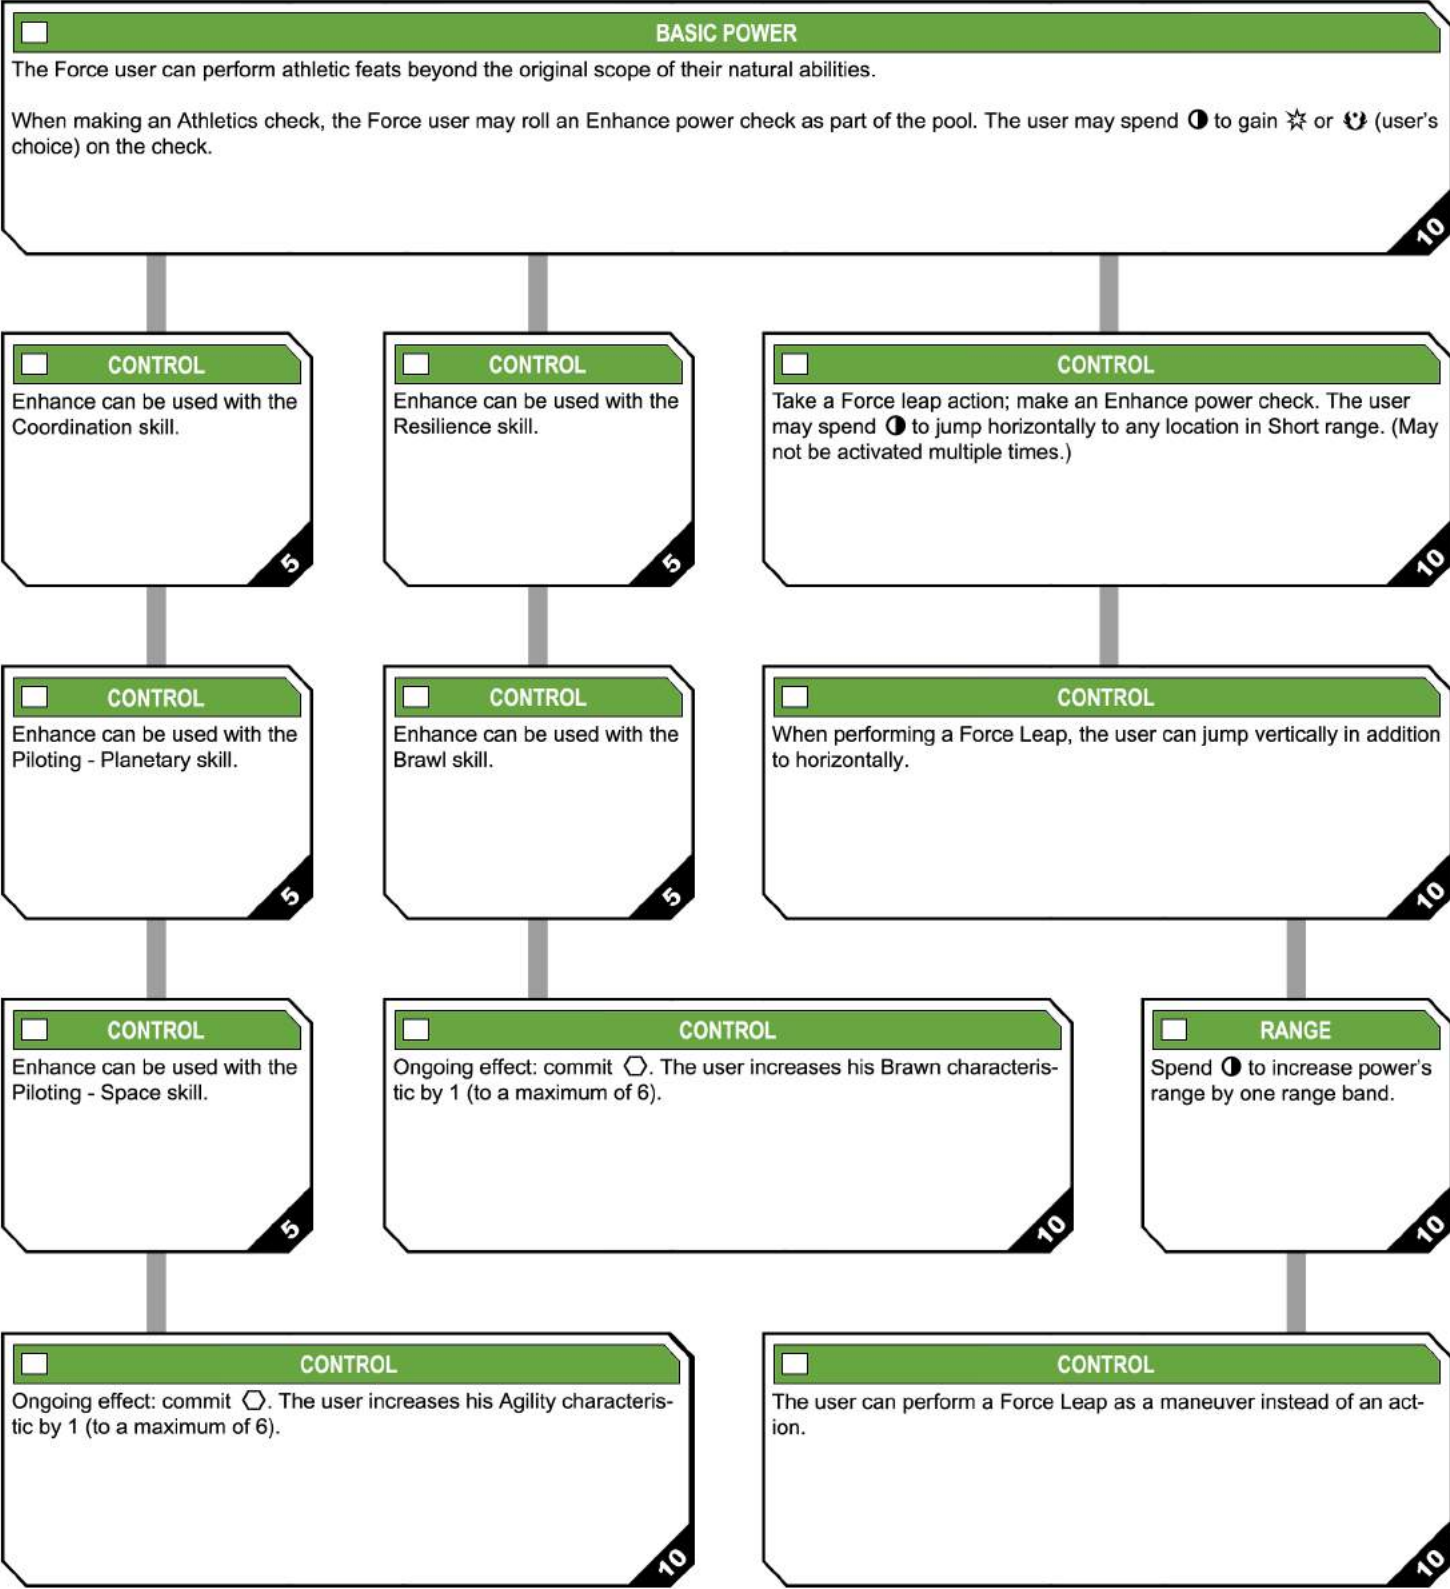 BASIC POWER
The Force user can perform athletic feats beyond the original scope of their natural abilities.
When making an Athletics check, the Force user may roll an Enhance power check as part of the pool. The user may spend to gain or (user's
choice) on the check.
10
CONTROL
Enhance can be used with the
Coordination skill.
5
CONTROL
Enhance can be used with the
Resilience skill.
5
CONTROL
Take a Force leap action; make an Enhance power check. The user
may spend to jump horizontally to any location in Short range. (May
not be activated multiple times.)
10
CONTROL
Enhance can be used with the
Piloting - Planetary skill.
5
CONTROL
Enhance can be used with the
Brawl skill.
5
CONTROL
When performing a Force Leap, the user can jump vertically in addition
to horizontally.
10
CONTROL
Enhance can be used with the
Piloting - Space skill.
5
CONTROL
Ongoing effect: commit . The user increases his Brawn characteris-
tic by 1 (to a maximum of 6).
10
RANGE
Spend to increase power's
range by one range band.
10
CONTROL
Ongoing effect: commit . The user increases his Agility characteris-
tic by 1 (to a maximum of 6).
10
CONTROL
The user can perform a Force Leap as a maneuver instead of an act-
ion.
10